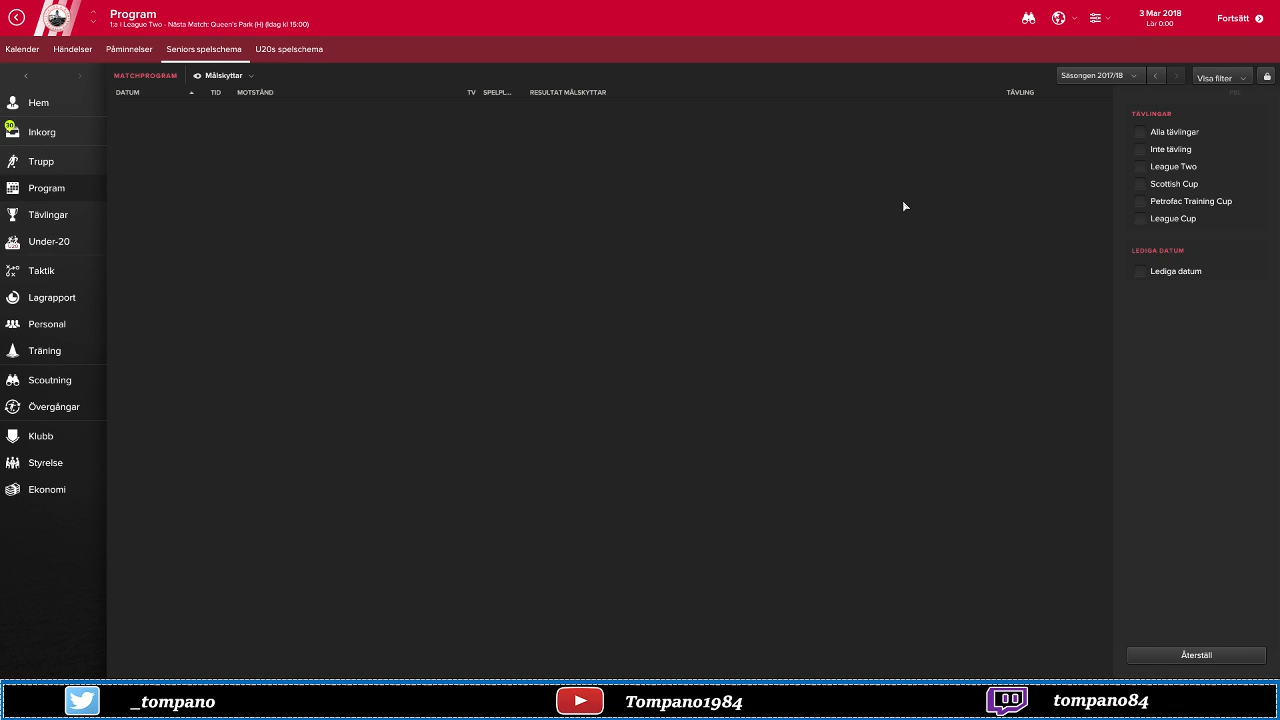 Program
1:a i League Two - Nästa Match: Queen's Park (H) (Idag kl 15:00)
3 Mar 2018
Lör 0:00
Fortsätt
Kalender
Händelser
Påminnelser
Seniors spelschema
U20s spelschema
MATCHPROGRAM
Målskyttar
Säsongen 2017/18
Visa filter
DATUM
TID
MOTSTÅND
TV
SPELPL...
RESULTAT
MÅLSKYTTAR
TÄVLING
PBL
Hem
30
Inkorg
Trupp
Program
Tävlingar
Under-20
Taktik
Lagrapport
Personal
Träning
Scoutning
Övergångar
Klubb
Styrelse
Ekonomi
TÄVLINGAR
Alla tävlingar
Inte tävling
League Two
Scottish Cup
Petrofac Training Cup
League Cup
LEDIGA DATUM
Lediga datum
Återställ
_tompano
Tompano1984
tompano84